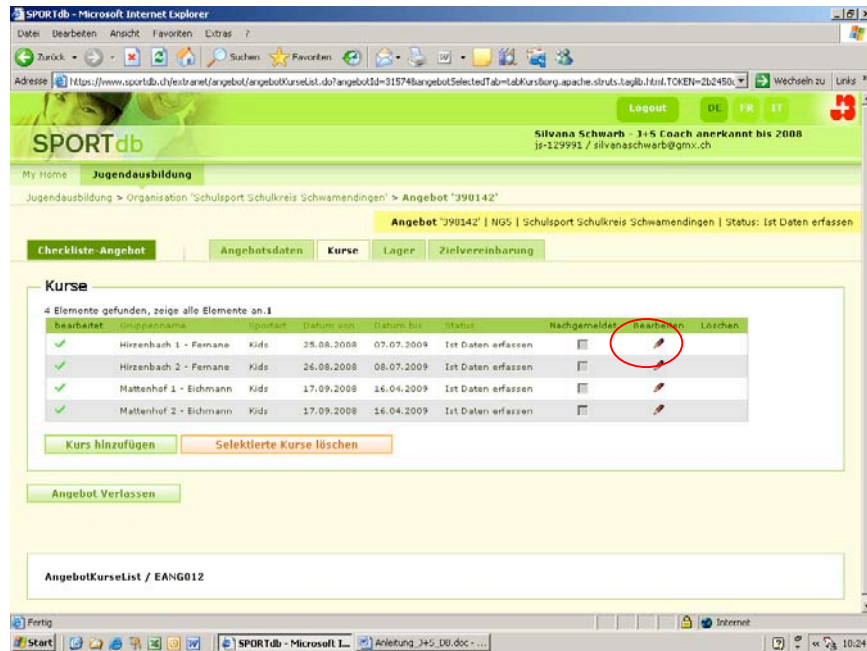 SPORTdb - Microsoft Internet Explorer
Datei Bearbeiten Ansicht Favoriten Extras ?
Zurück Suchen Favoriten
Adresse https://www.sportdb.ch/extranet/angebot/angebotKurseList.do?angebotId=31574&angebotSelectedTab=tabKurs&org.apache.struts.taglib.html.TOKEN=2b2450c Wechseln zu Links
Logout DE FR IT
SPORTdb
Silvana Schwarb - J+S Coach anerkannt bis 2008
js-129991 / silvanaschwarb@gmx.ch
My Home Jugendausbildung
Jugendausbildung > Organisation 'Schulsport Schulkreis Schwamendingen' > Angebot '390142'
Angebot '390142' | NG5 | Schulsport Schulkreis Schwamendingen | Status: Ist Daten erfassen
Checkliste-Angebot Angebotsdaten Kurse Lager Zielvereinbarung
Kurse
4 Elemente gefunden, zeige alle Elemente an.1
bearbeitet Gruppenname Sportart Datum von Datum bis Status Nachgemeldet Bearbeiten Löschen
Hirzenbach 1 - Fernane Kids 25.08.2008 07.07.2009 Ist Daten erfassen
Hirzenbach 2 - Fernane Kids 26.08.2008 08.07.2009 Ist Daten erfassen
Mattenhof 1 - Eichmann Kids 17.09.2008 16.04.2009 Ist Daten erfassen
Mattenhof 2 - Eichmann Kids 17.09.2008 16.04.2009 Ist Daten erfassen
Kurs hinzufügen Selektierte Kurse löschen
Angebot Verlassen
AngebotKurseList / EANG012
Fertig Internet
Start SPORTdb - Microsoft I... Anleitung_J+S_DB.doc - ... 10:24